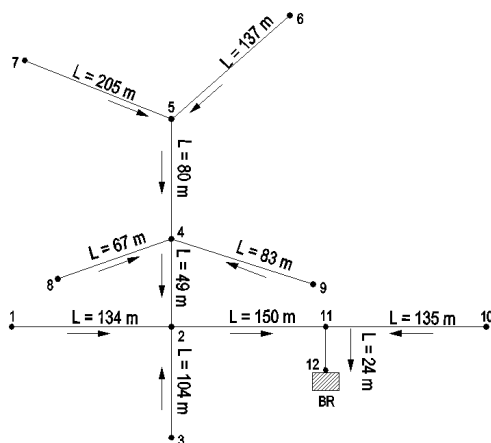 6
L = 137 m
7
L = 205 m
5
L = 80 m
4
L = 67 m
L = 83 m
8
L = 49 m
9
1
L = 134 m
2
L = 150 m
11
L = 135 m
10
L = 104 m
12
L = 24 m
BR
3